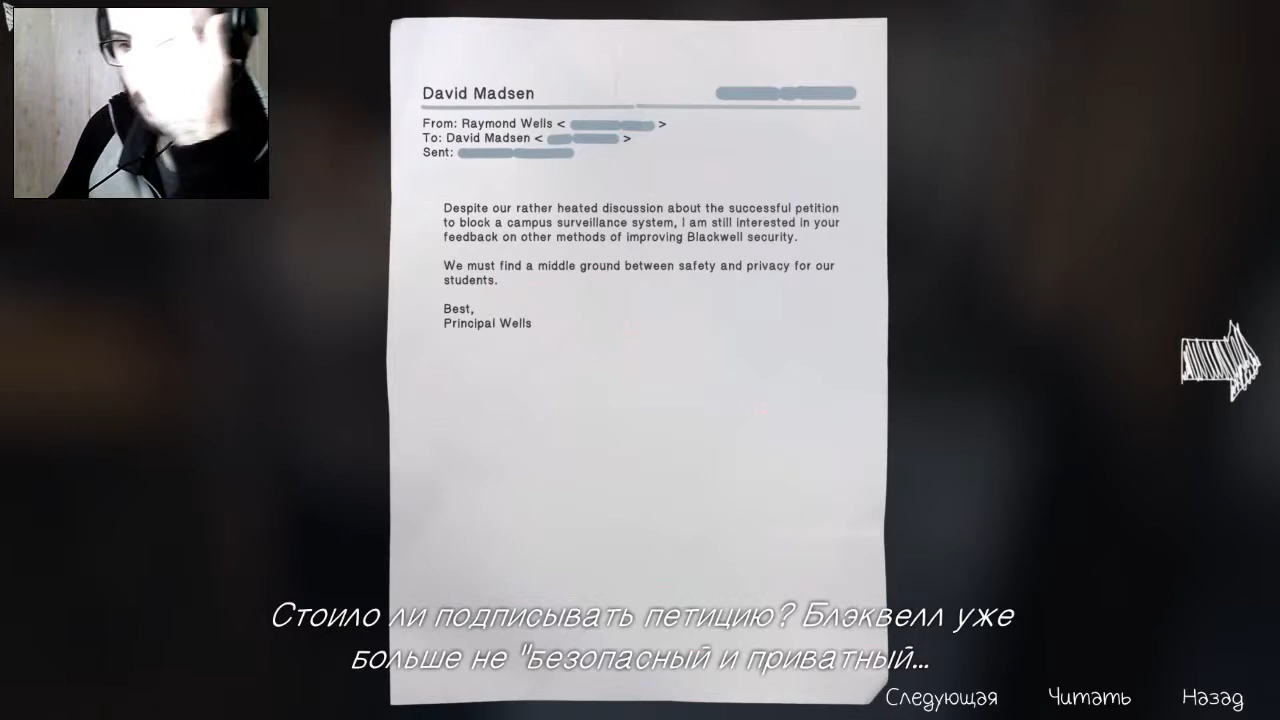 David Madsen
From: Raymond Wells < >
To: David Madsen < >
Sent:
Despite our rather heated discussion about the successful petition
to block a campus surveillance system, I am still interested in your
feedback on other methods of improving Blackwell security.
We must find a middle ground between safety and privacy for our
students.
Best,
Principal Wells
Стоило ли подписывать петицию? Блэквелл уже
больше не "безопасный и приватный...
Следующая Читать Назад